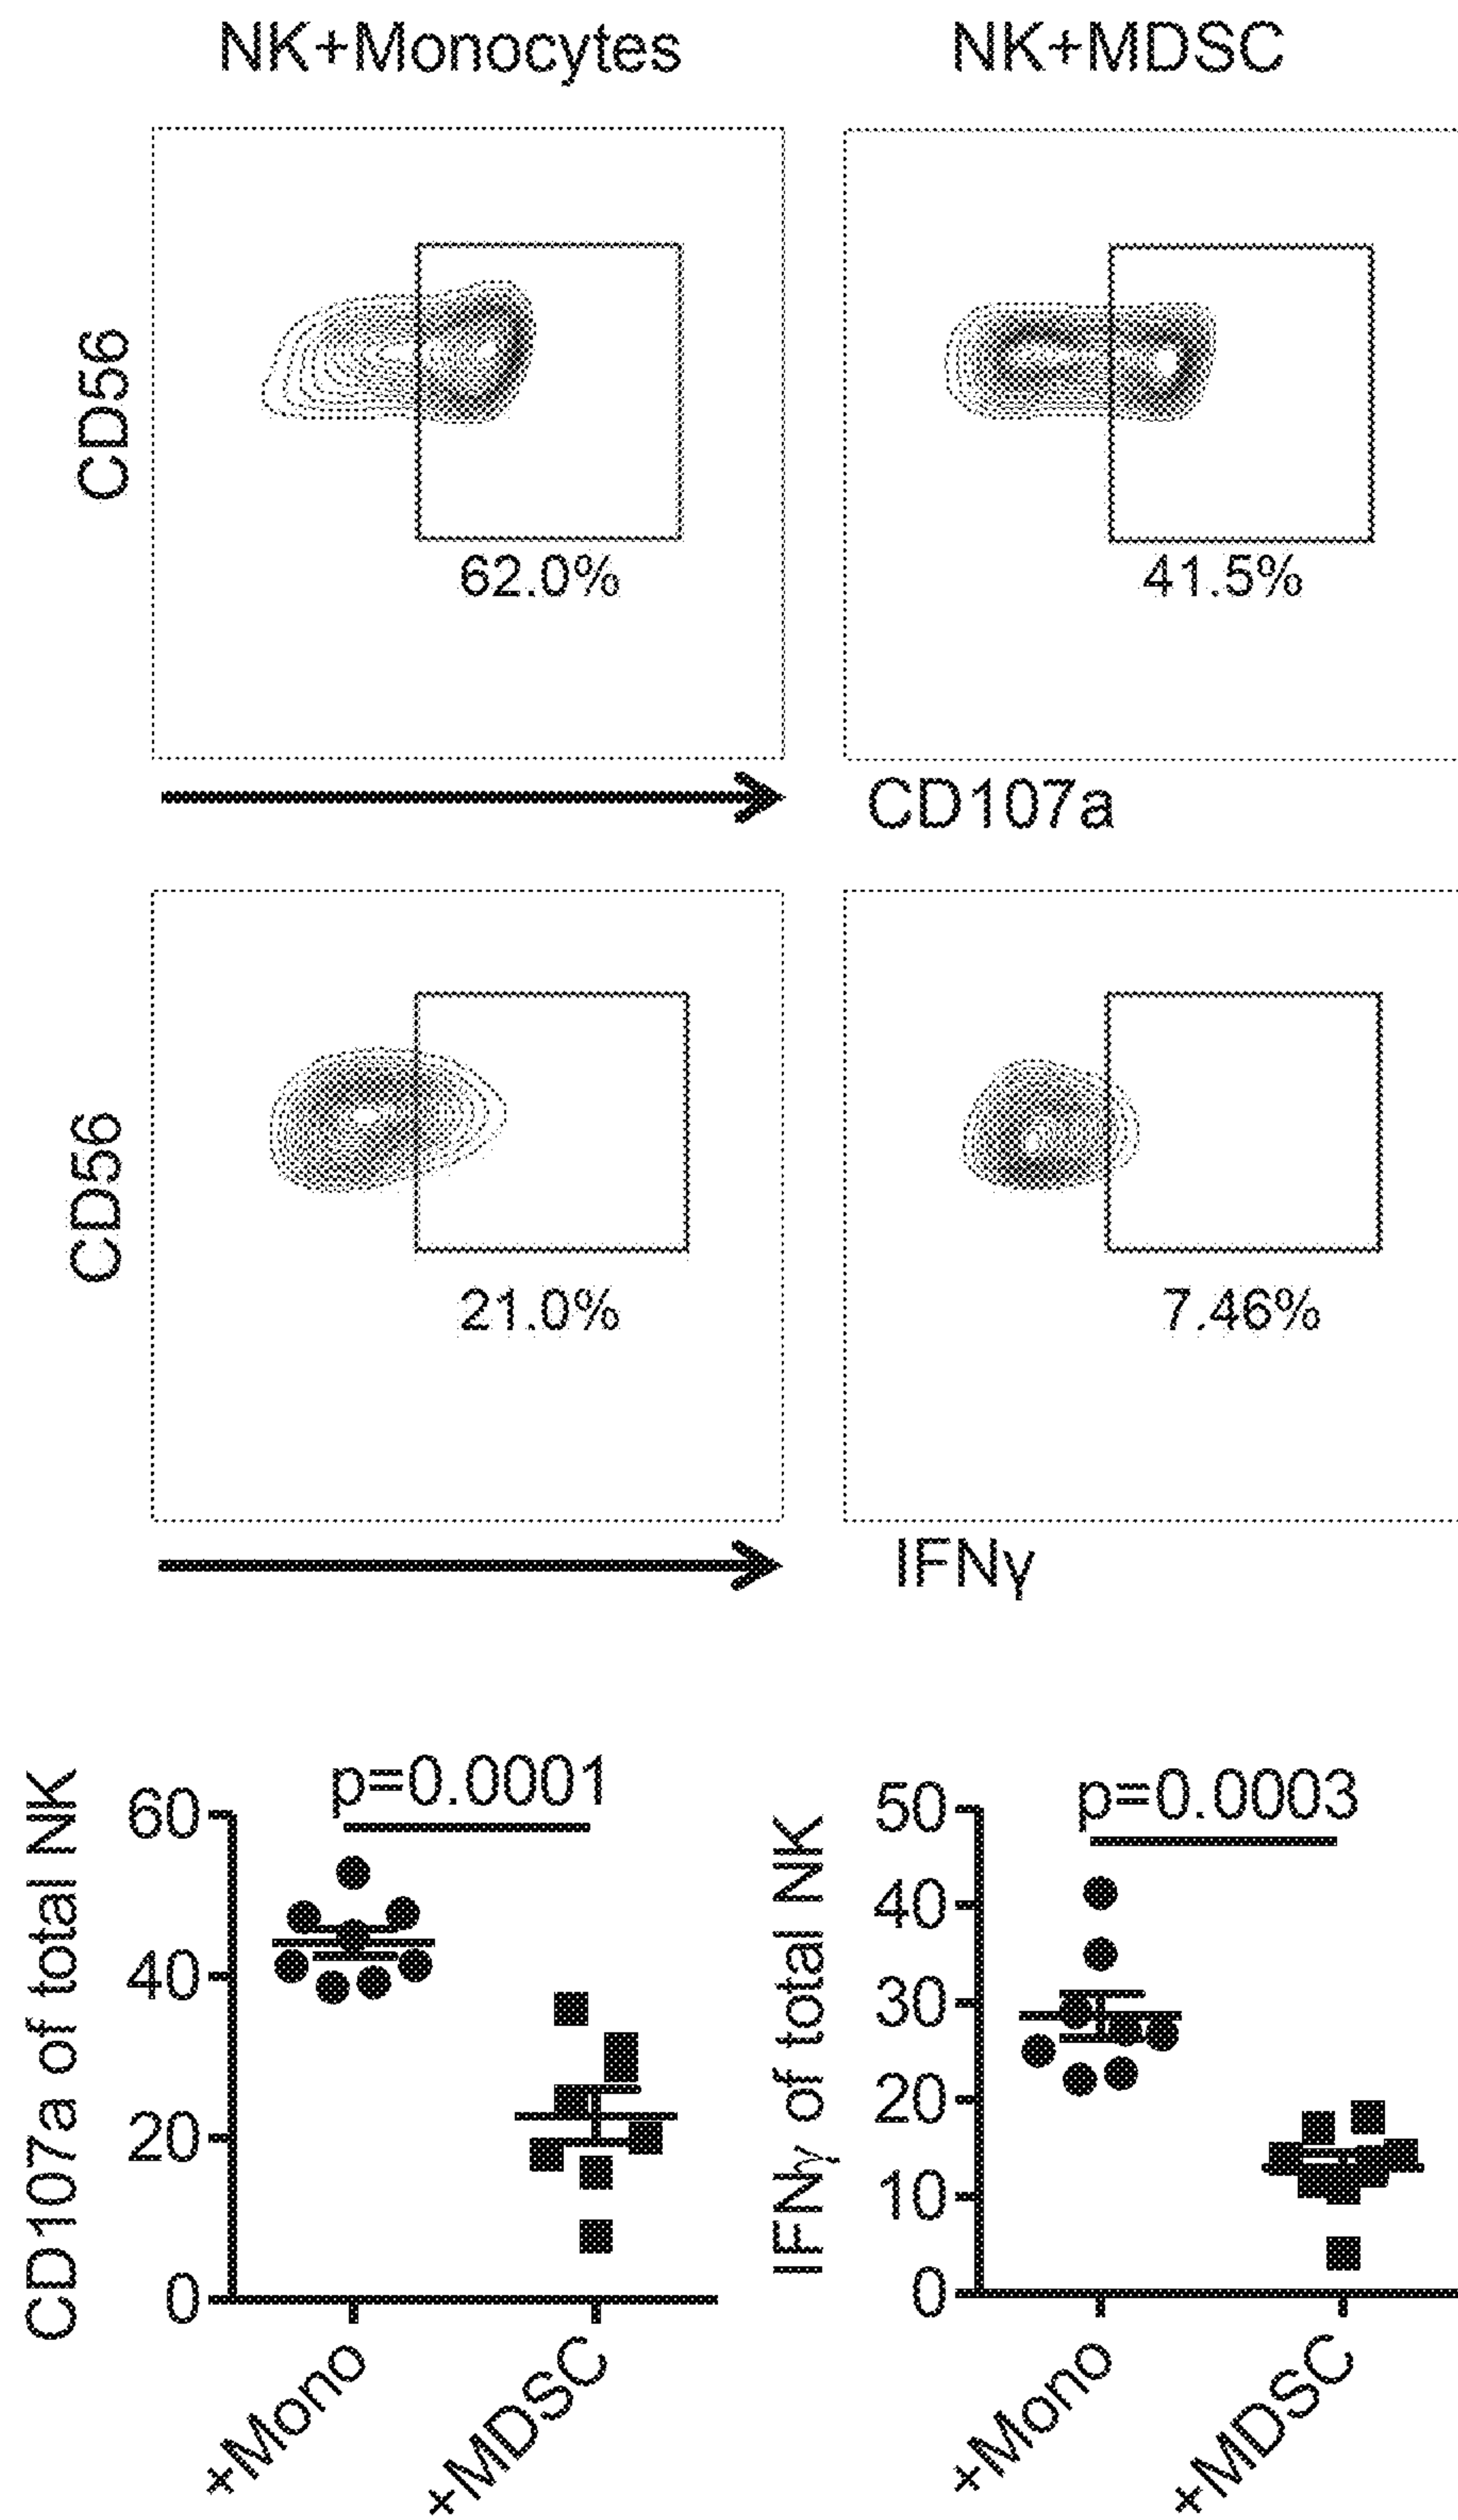 NK+Monocytes
NK+MDSC
CD56
62.0%
41.5%
CD107a
CD56
21.0%
7.46%
IFNγ
CD107a of total NK
60
40
20
0
p=0.0001
+Mono
+MDSC
IFNγ of total NK
50
40
30
20
10
0
p=0.0003
+Mono
+MDSC